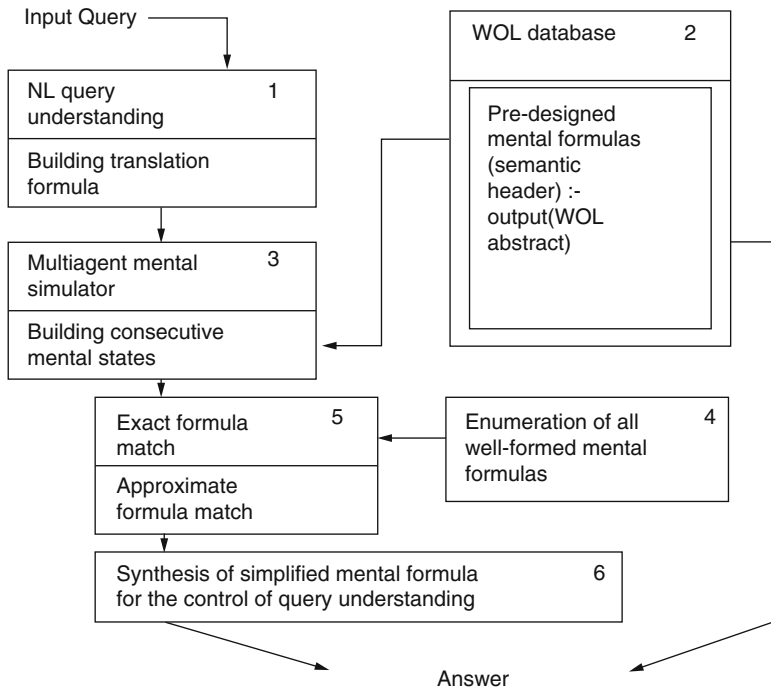 Input Query
NL query 1
understanding
Building translation
formula
WOL database 2
Pre-designed
mental formulas
(semantic
header) :-
output(WOL
abstract)
Multiagent mental 3
simulator
Building consecutive
mental states
Exact formula 5
match
Approximate
formula match
Enumeration of all 4
well-formed mental
formulas
Synthesis of simplified mental formula 6
for the control of query understanding
Answer